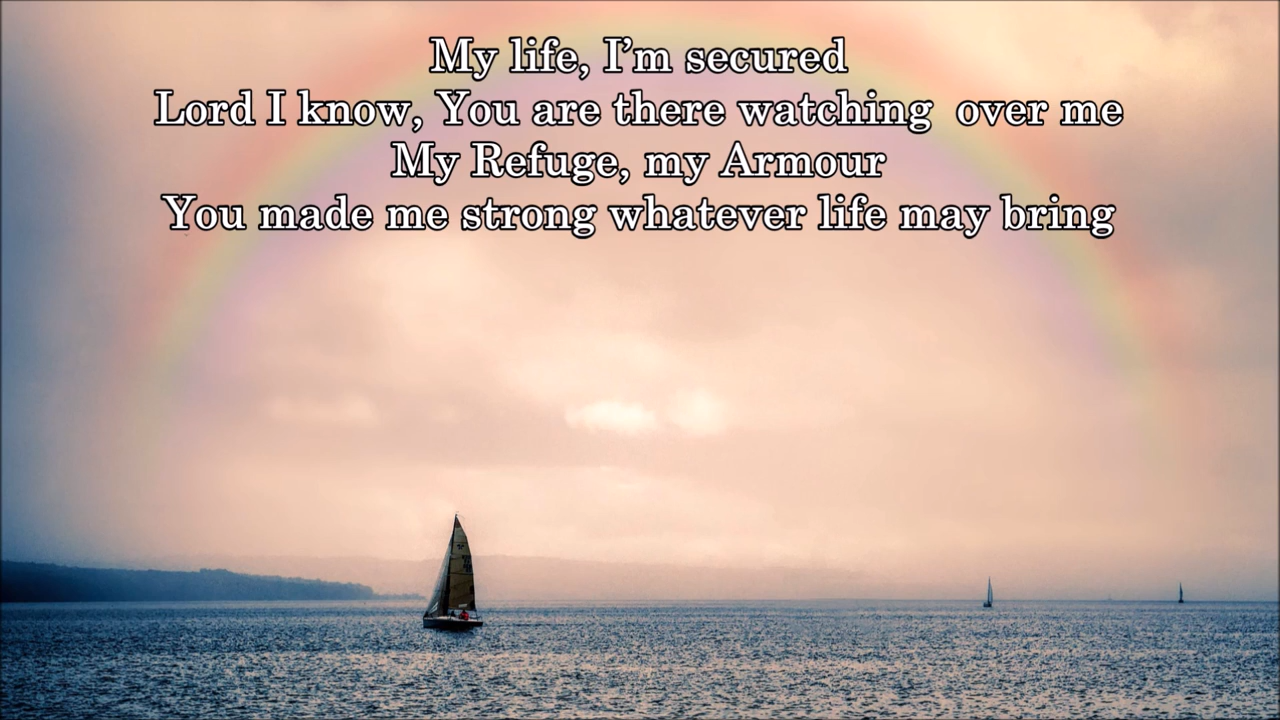 My life, I’m secured
Lord I know, You are there watching  over me
My Refuge, my Armour
You made me strong whatever life may bring